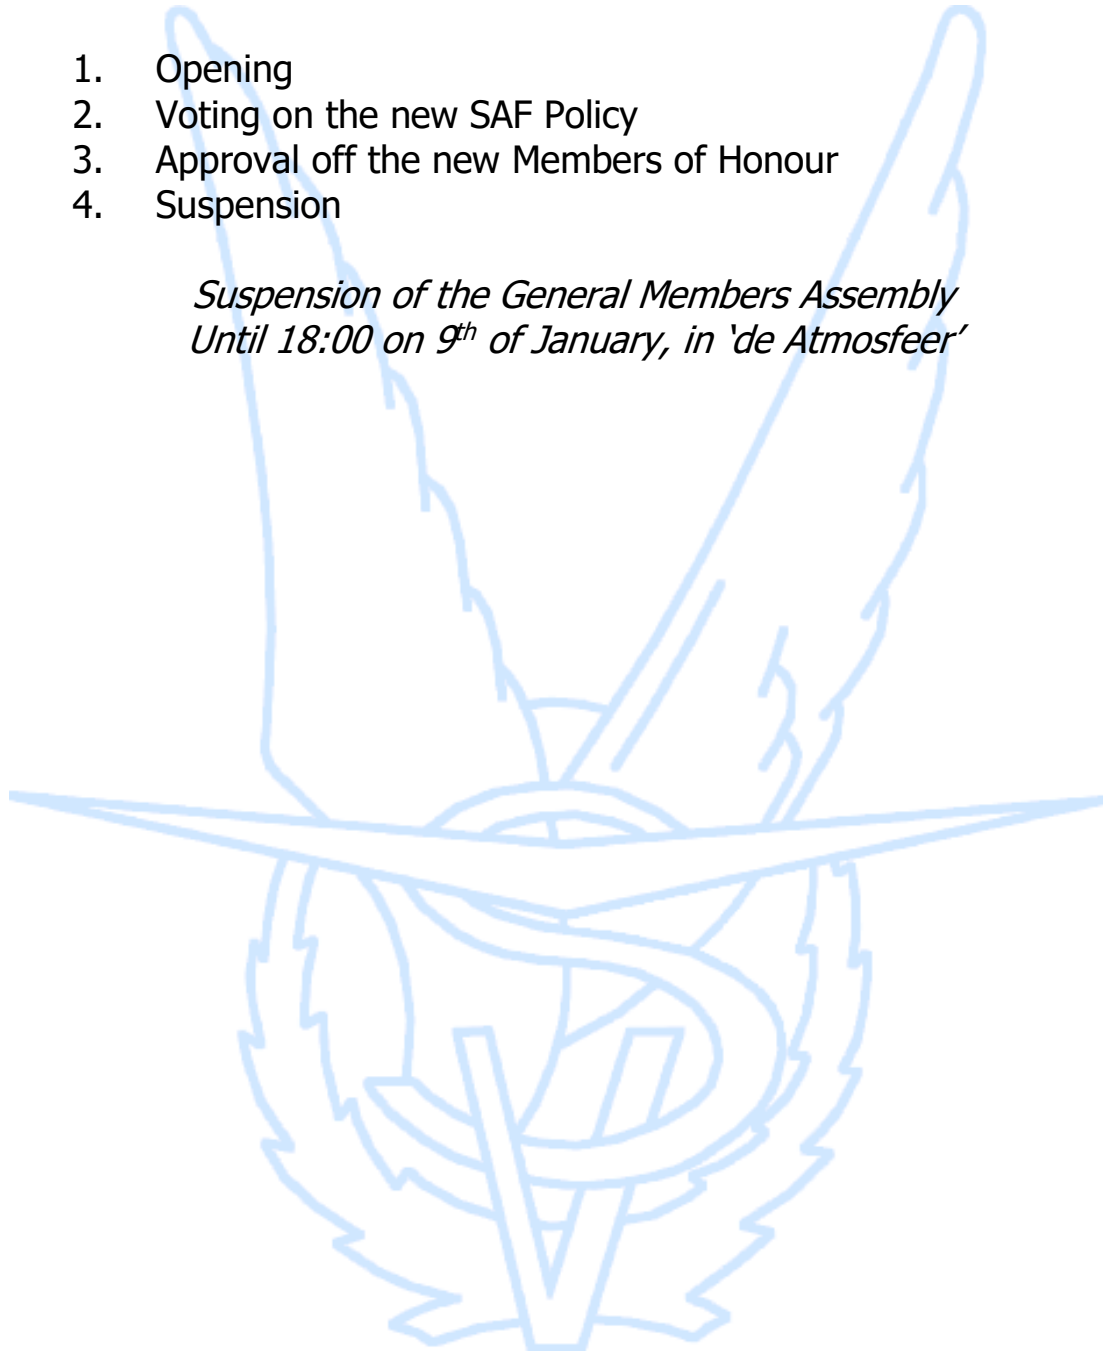 1. Opening
2. Voting on the new SAF Policy
3. Approval off the new Members of Honour
4. Suspension
Suspension of the General Members Assembly
Until 18:00 on 9th of January, in ‘de Atmosfeer’